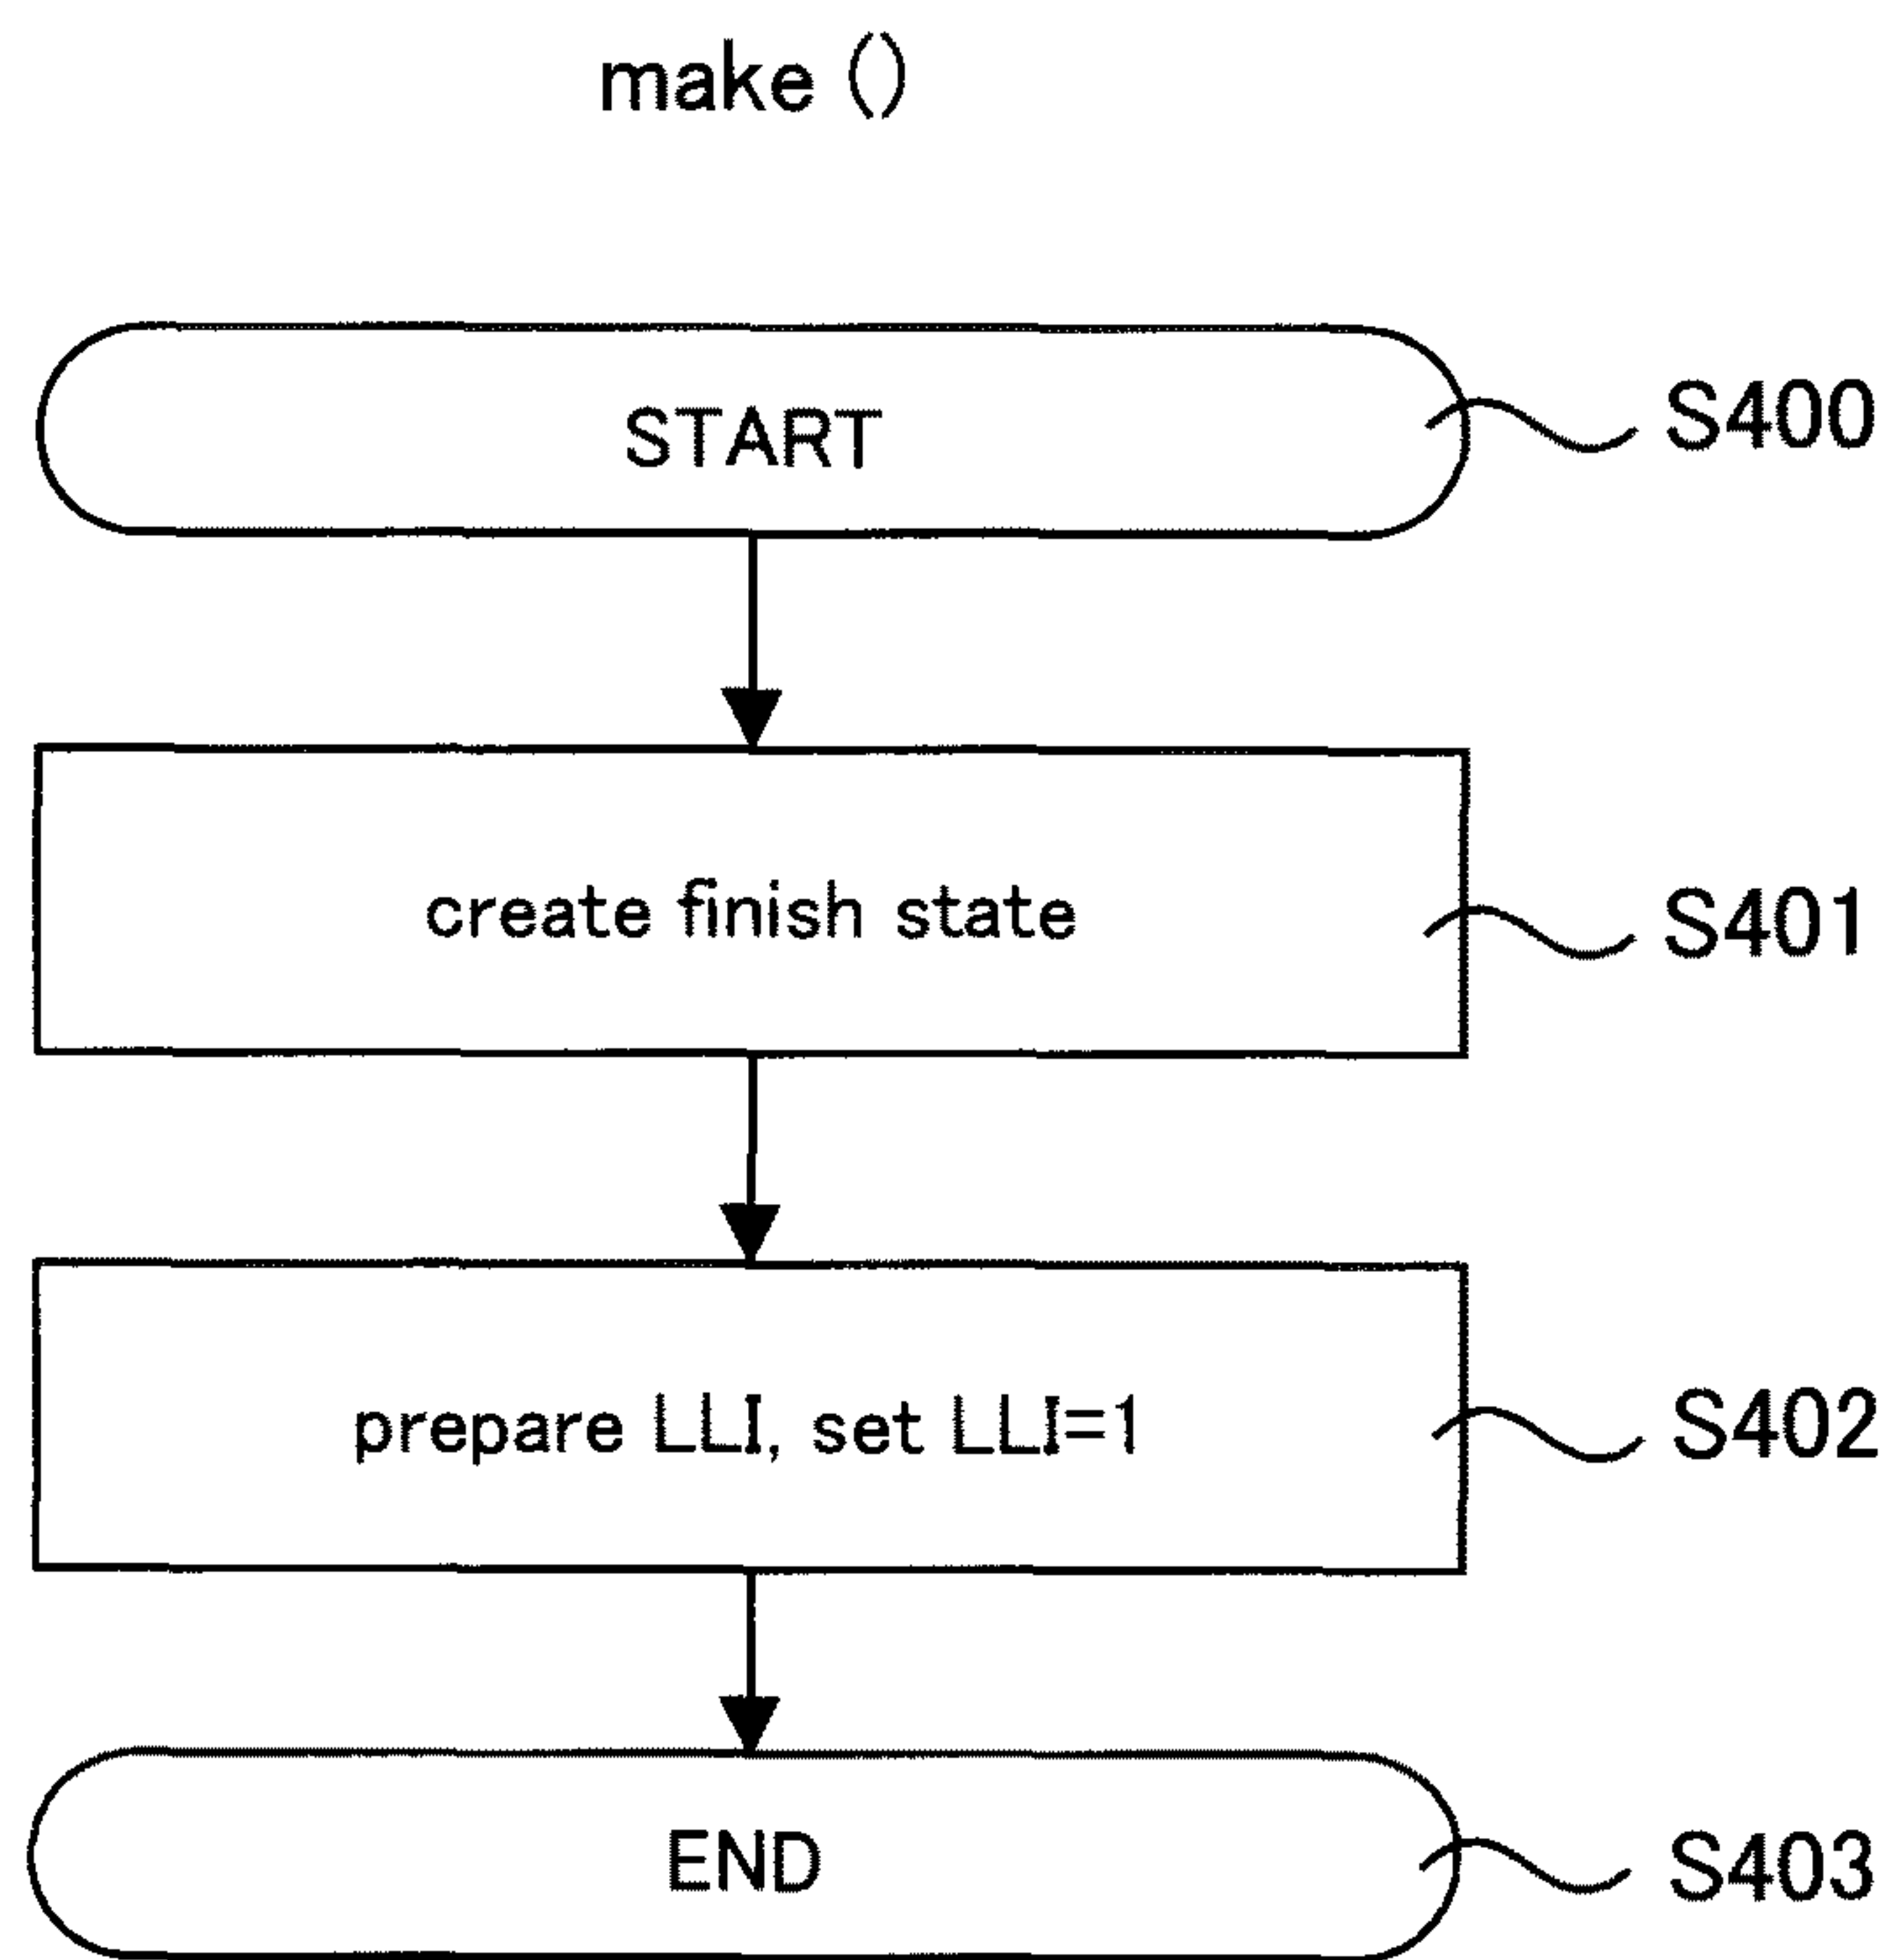 make ()
START
S400
create finish state
S401
prepare LLI, set LLI=1
S402
END
S403